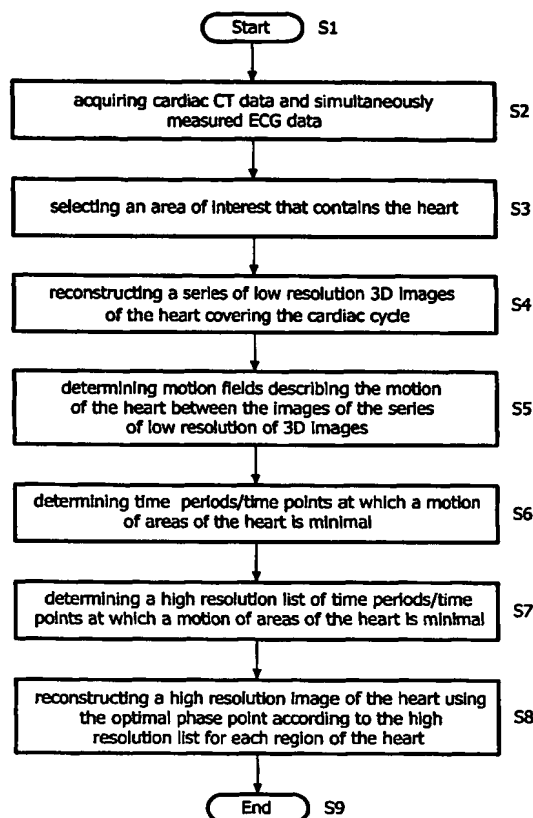 Start S1
acquiring cardiac CT data and simultaneously
measured ECG data
S2
selecting an area of interest that contains the heart
S3
reconstructing a series of low resolution 3D images
of the heart covering the cardiac cycle
S4
determining motion fields describing the motion
of the heart between the images of the series
of low resolution of 3D images
S5
determining time periods/time points at which a motion
of areas of the heart is minimal
S6
determining a high resolution list of time periods/time
points at which a motion of areas of the heart is minimal
S7
reconstructing a high resolution image of the heart using
the optimal phase point according to the high
resolution list for each region of the heart
S8
End S9